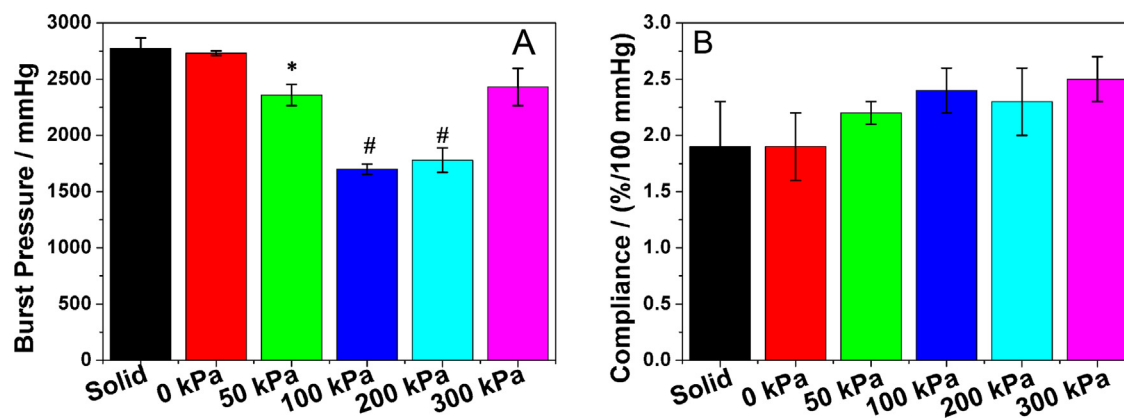 A
Burst Pressure / mmHg
3000
2500
2000
1500
1000
500
0
*
#
#
Solid
0 kPa
50 kPa
100 kPa
200 kPa
300 kPa
B
Compliance / (%/100 mmHg)
3.0
2.5
2.0
1.5
1.0
0.5
0.0
Solid
0 kPa
50 kPa
100 kPa
200 kPa
300 kPa